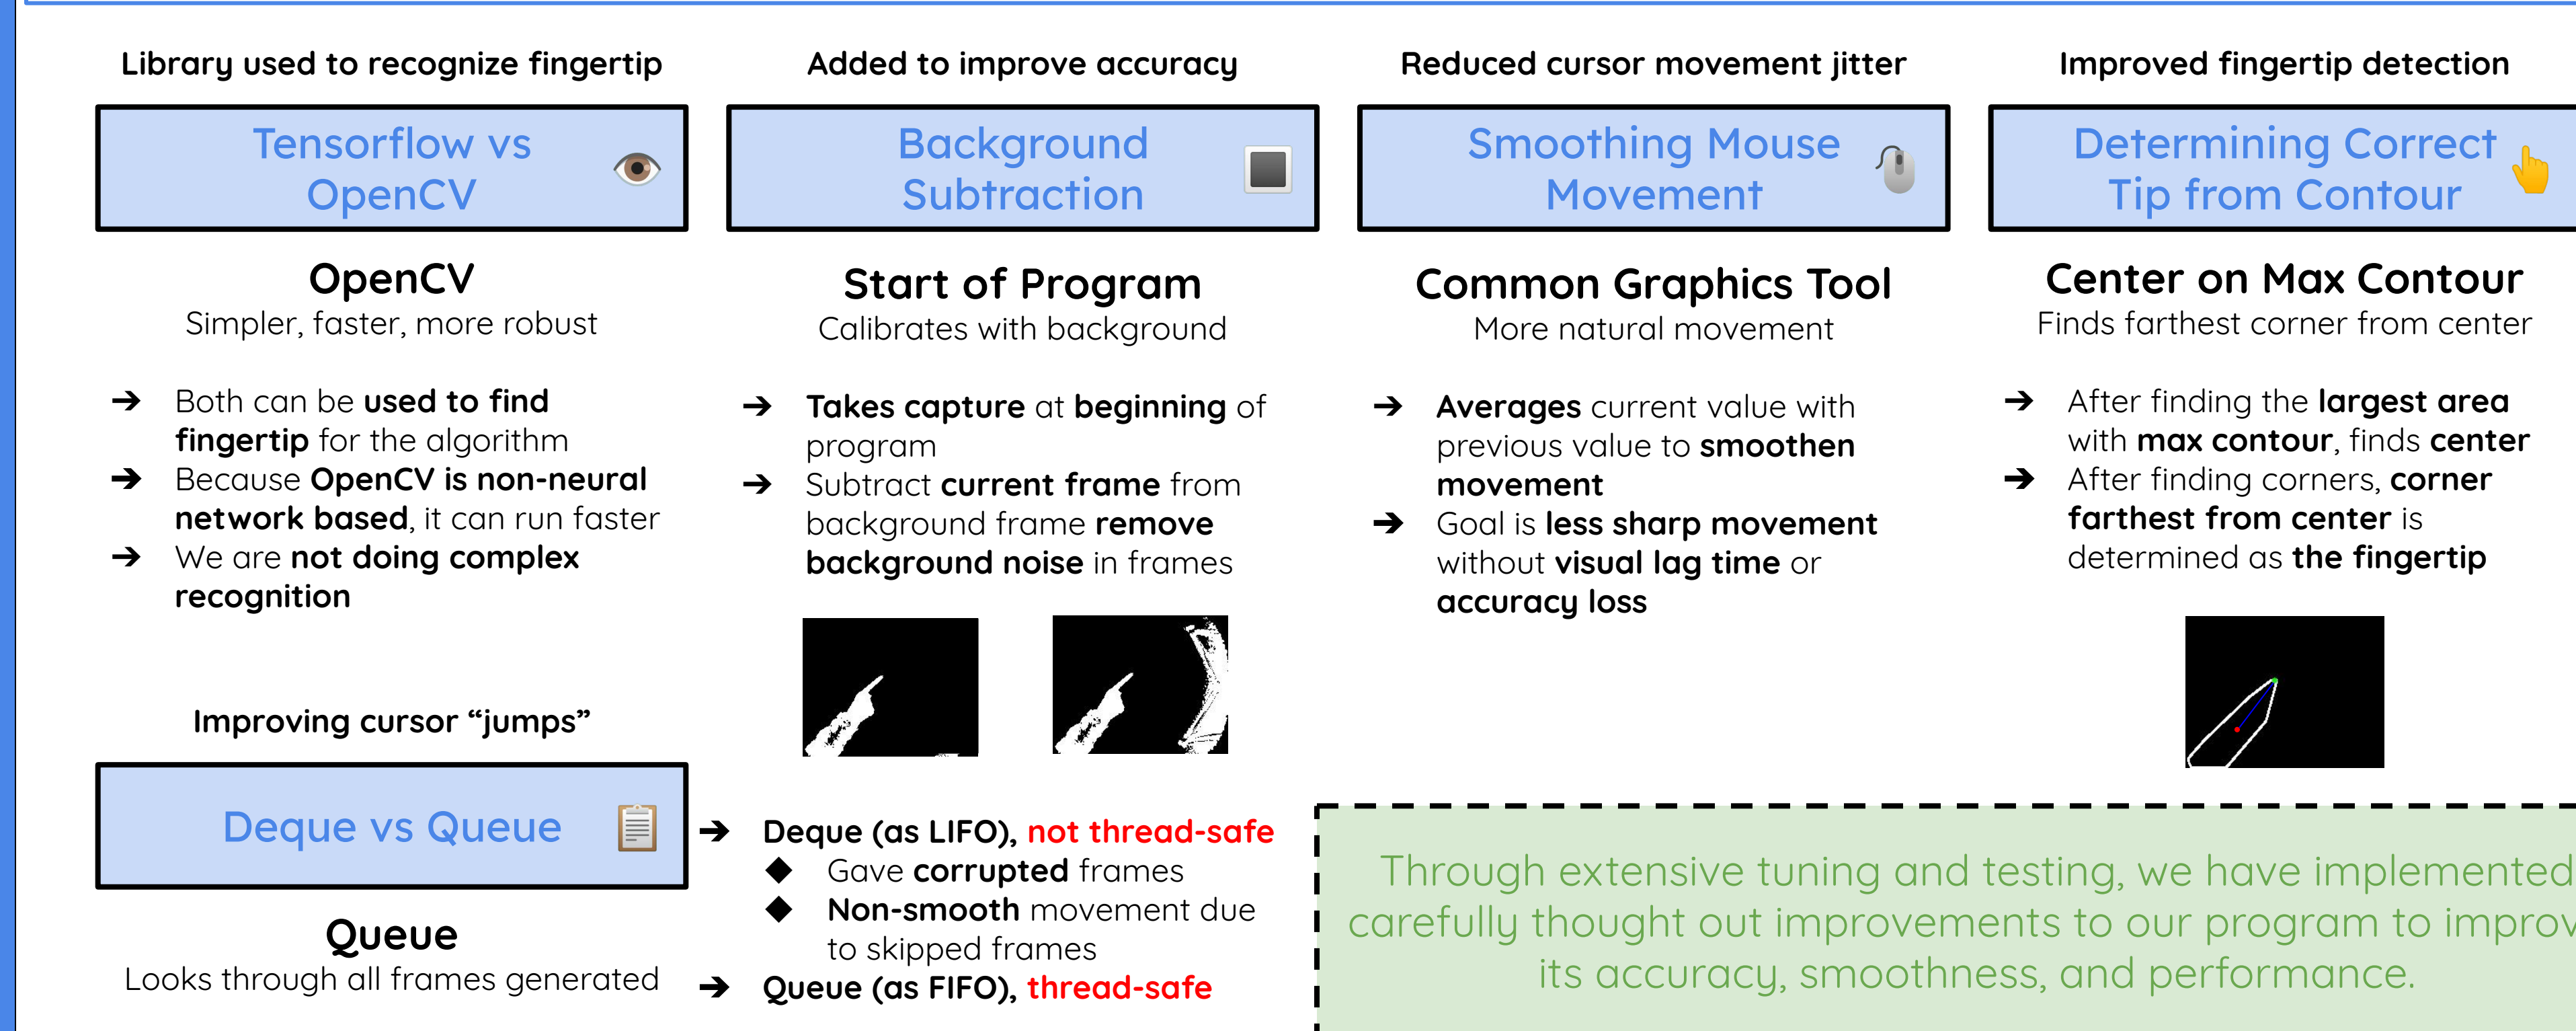 Library used to recognize fingertip
Tensorflow vs
OpenCV
OpenCV
Simpler, faster, more robust
➔ Both can be used to find
fingertip for the algorithm
➔ Because OpenCV is non-neural
network based, it can run faster
➔ We are not doing complex
recognition
Added to improve accuracy
Background
Subtraction
Start of Program
Calibrates with background
➔ Takes capture at beginning of
program
➔ Subtract current frame from
background frame remove
background noise in frames
Reduced cursor movement jitter
Smoothing Mouse
Movement
Common Graphics Tool
More natural movement
➔ Averages current value with
previous value to smoothen
movement
➔ Goal is less sharp movement
without visual lag time or
accuracy loss
Improved fingertip detection
Determining Correct
Tip from Contour
Center on Max Contour
Finds farthest corner from center
➔ After finding the largest area
with max contour, finds center
➔ After finding corners, corner
farthest from center is
determined as the fingertip
Improving cursor “jumps”
Deque vs Queue
Queue
Looks through all frames generated
➔ Deque (as LIFO), not thread-safe
◆ Gave corrupted frames
◆ Non-smooth movement due
to skipped frames
➔ Queue (as FIFO), thread-safe
Through extensive tuning and testing, we have implemented
carefully thought out improvements to our program to improv
its accuracy, smoothness, and performance.